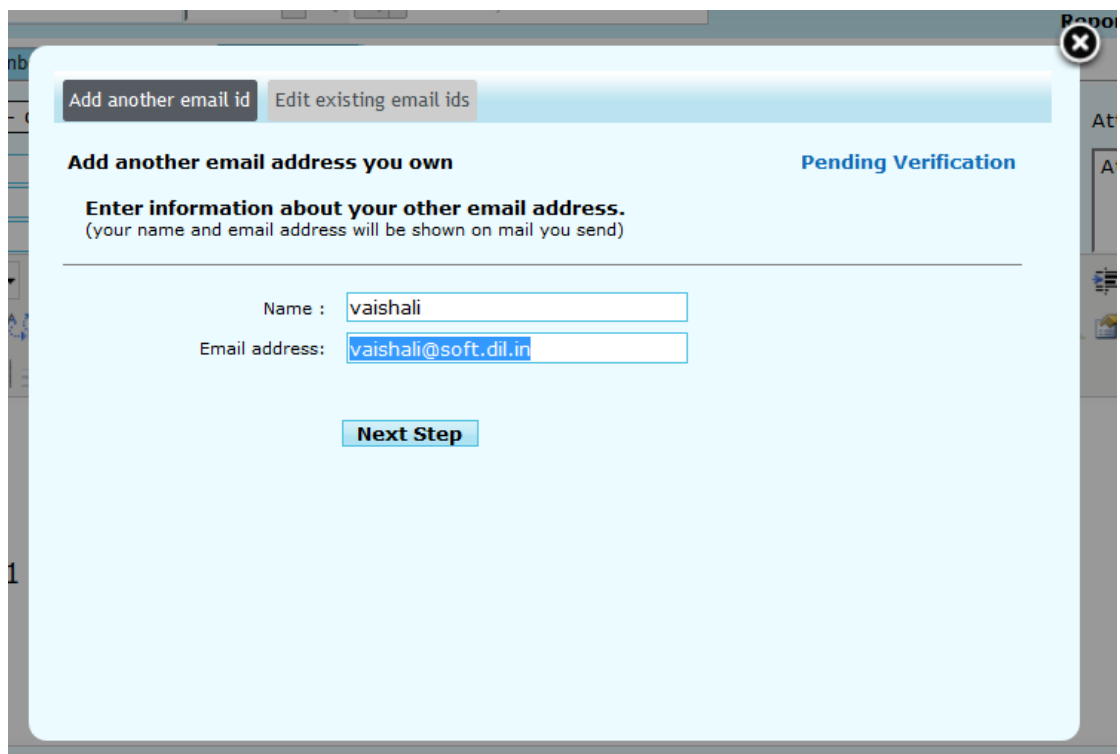 Add another email id Edit existing email ids
Add another email address you own Pending Verification
Enter information about your other email address.
(your name and email address will be shown on mail you send)
Name : vaishali
Email address: vaishali@soft.dil.in
Next Step
1